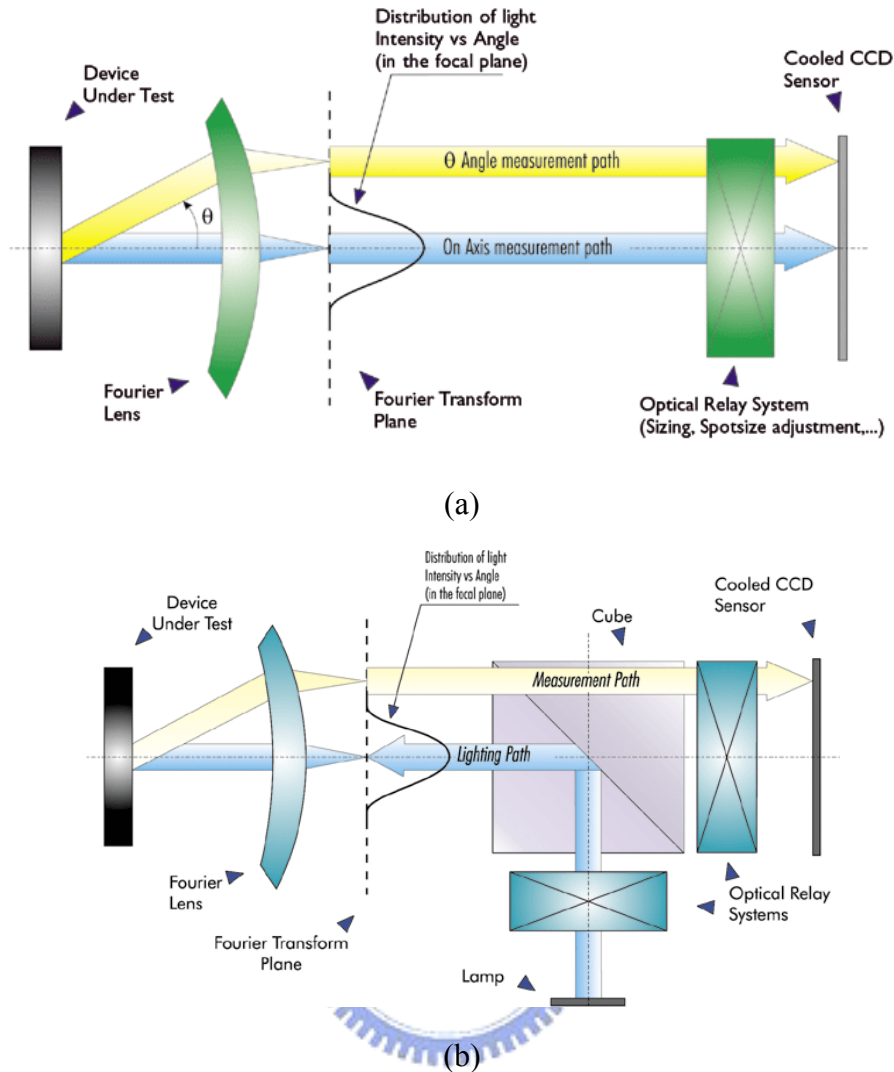 Distribution of light
Intensity vs Angle
(in the focal plane)
Cooled CCD
Sensor
Device
Under Test
θ Angle measurement path
θ
On Axis measurement path
Fourier
Lens
Fourier Transform
Plane
Optical Relay System
(Sizing, Spotsize adjustment,...)
(a)
Distribution of light
Intensity vs Angle
(in the focal plane)
Cooled CCD
Sensor
Device
Under Test
Cube
Measurement Path
Lighting Path
Fourier
Lens
Optical Relay
Systems
Fourier Transform
Plane
Lamp
(b)